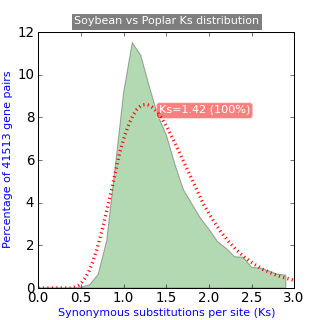 Soybean vs Poplar Ks distribution
12
10
8
6
4
2
0
Ks=1.42 (100%)
0.0 0.5 1.0 1.5 2.0 2.5 3.0
Synonymous substitutions per site (Ks)
Percentage of 41513 gene pairs